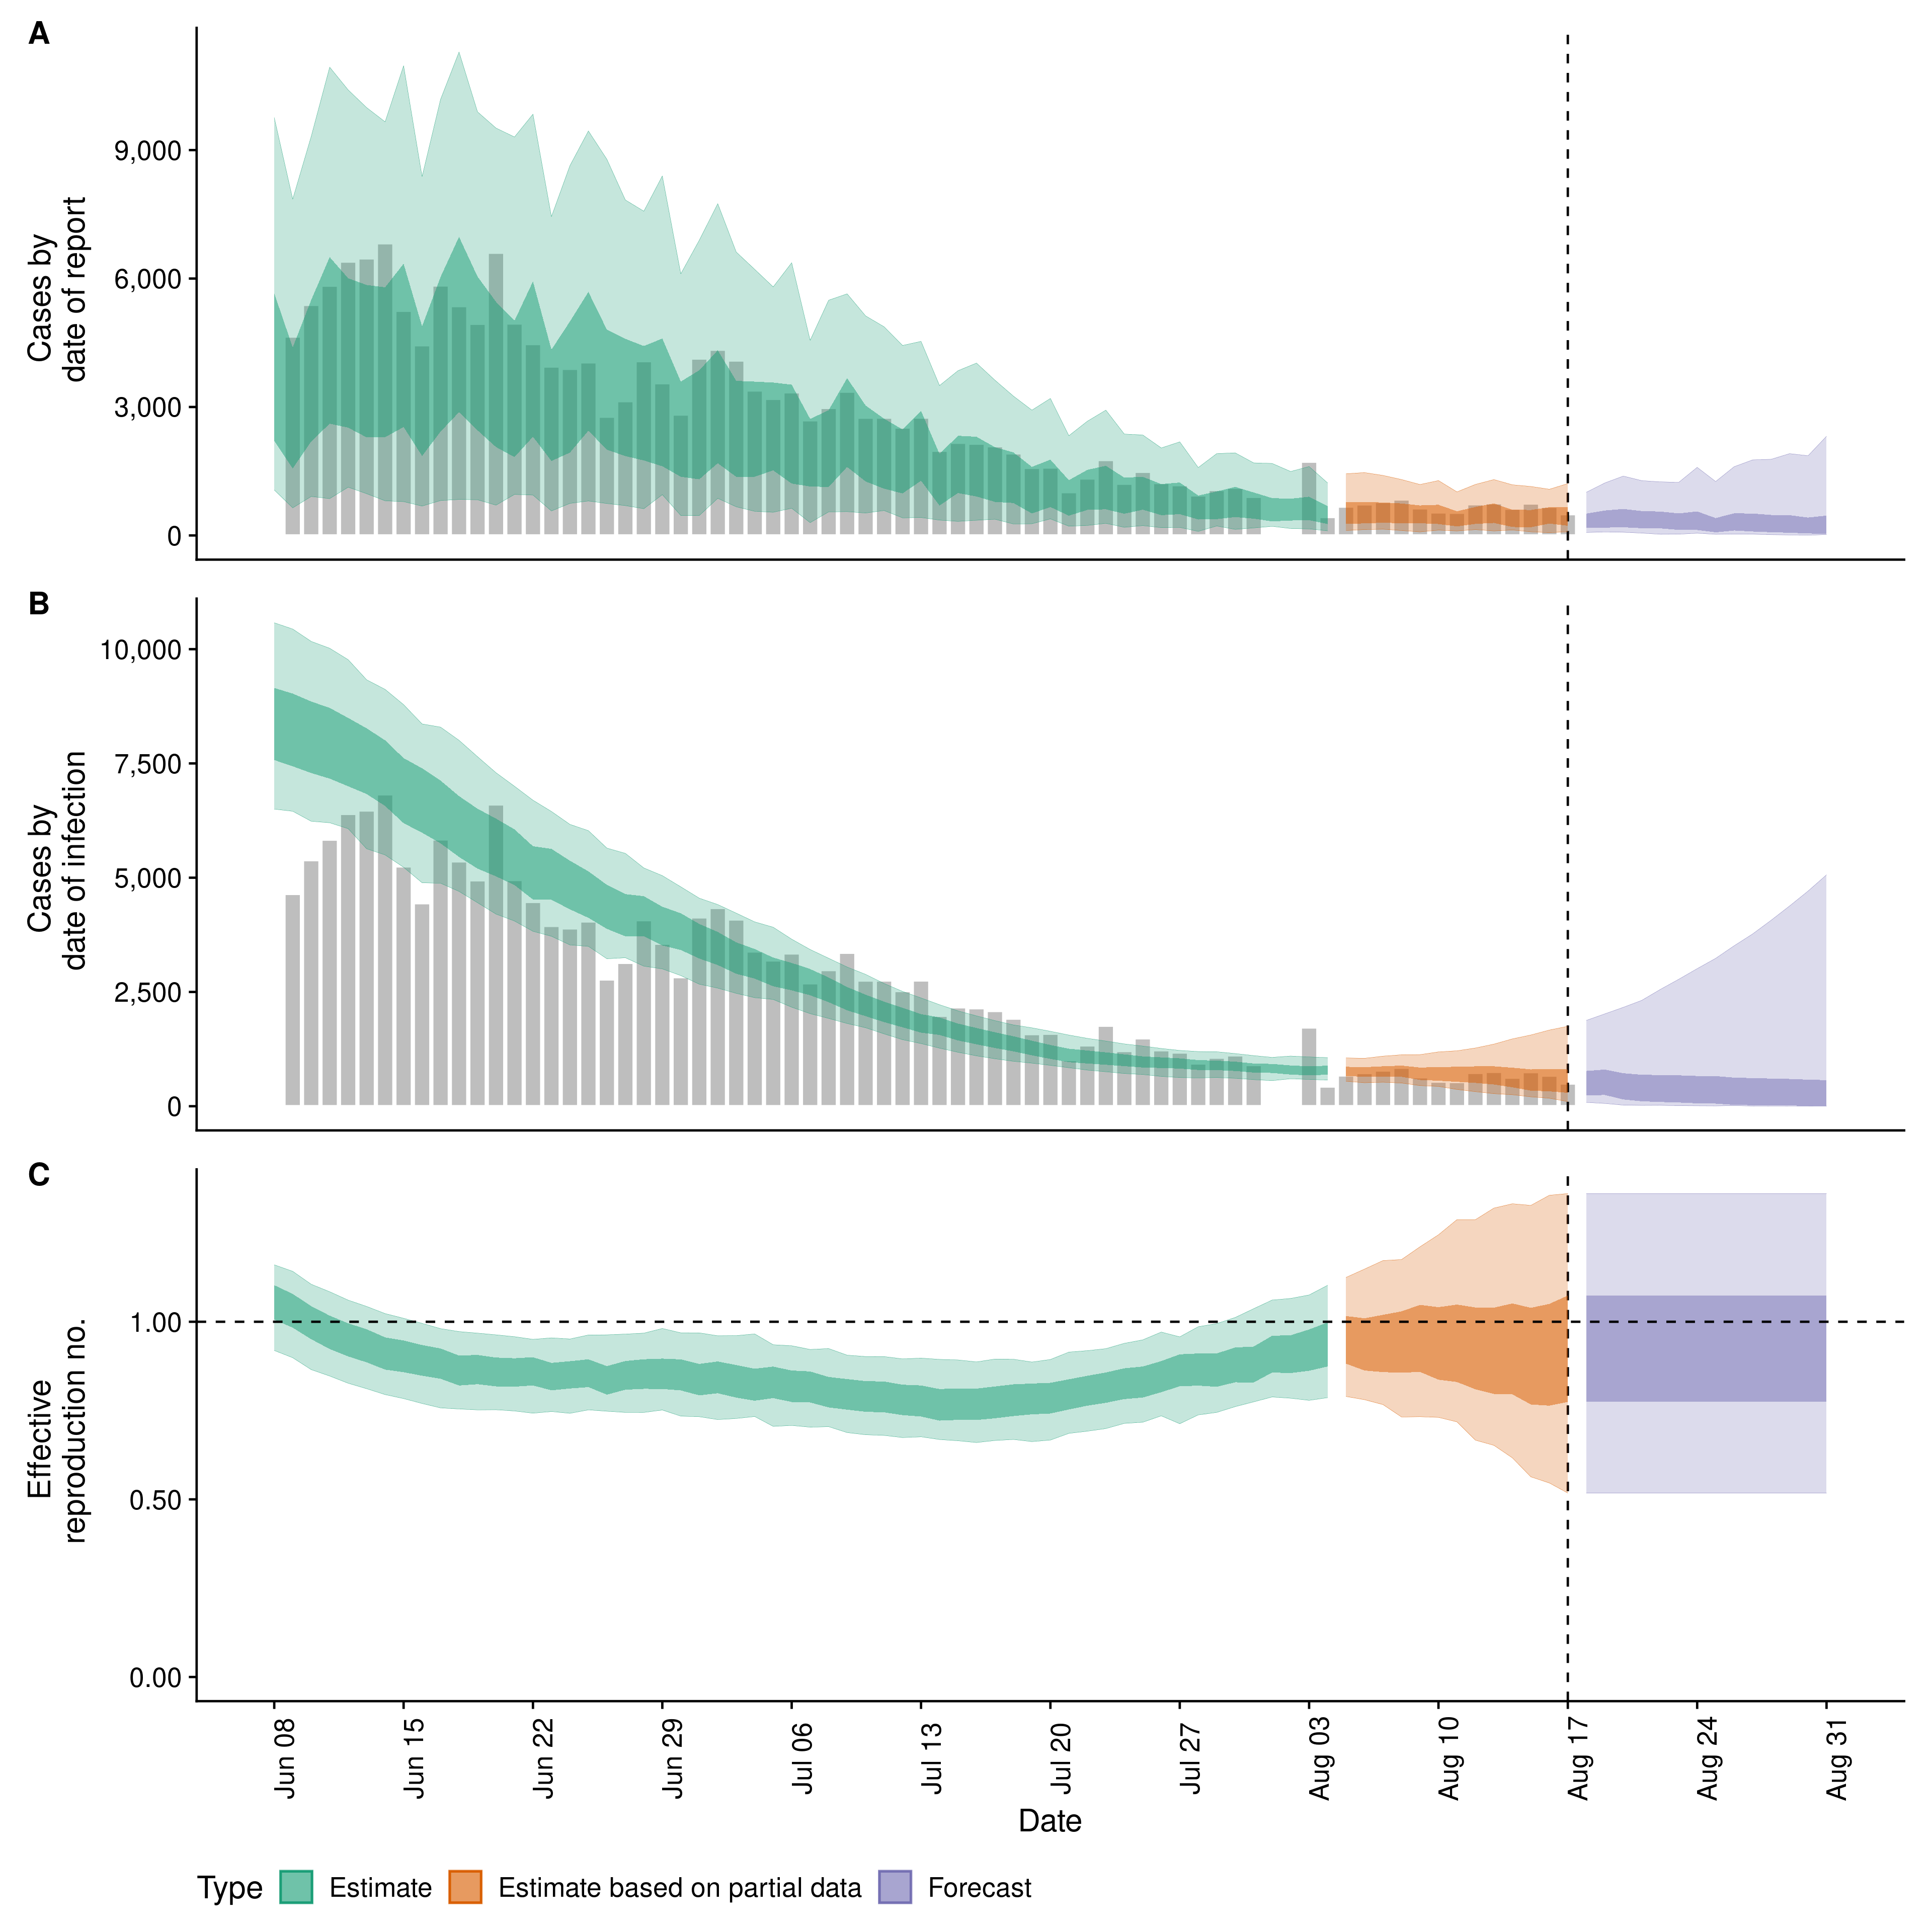 A
Cases by
date of report
9,000
6,000
3,000
0
B
Cases by
date of infection
10,000
7,500
5,000
2,500
0
C
Effective
reproduction no.
1.00
0.50
0.00
Jun 08
Jun 15
Jun 22
Jun 29
Jul 06
Jul 13
Jul 20
Jul 27
Aug 03
Aug 10
Aug 17
Aug 24
Aug 31
Date
Type Estimate Estimate based on partial data Forecast